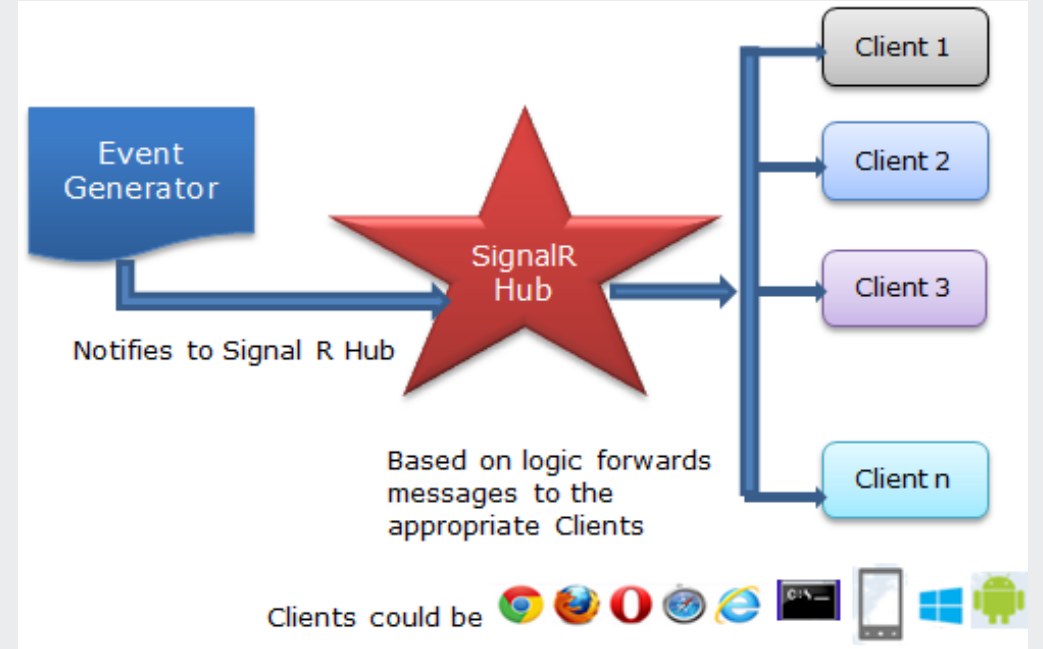 Event
Generator
Notifies to Signal R Hub
SignalR
Hub
Based on logic forwards
messages to the
appropriate Clients
Client 1
Client 2
Client 3
Client n
Clients could be
C:\_